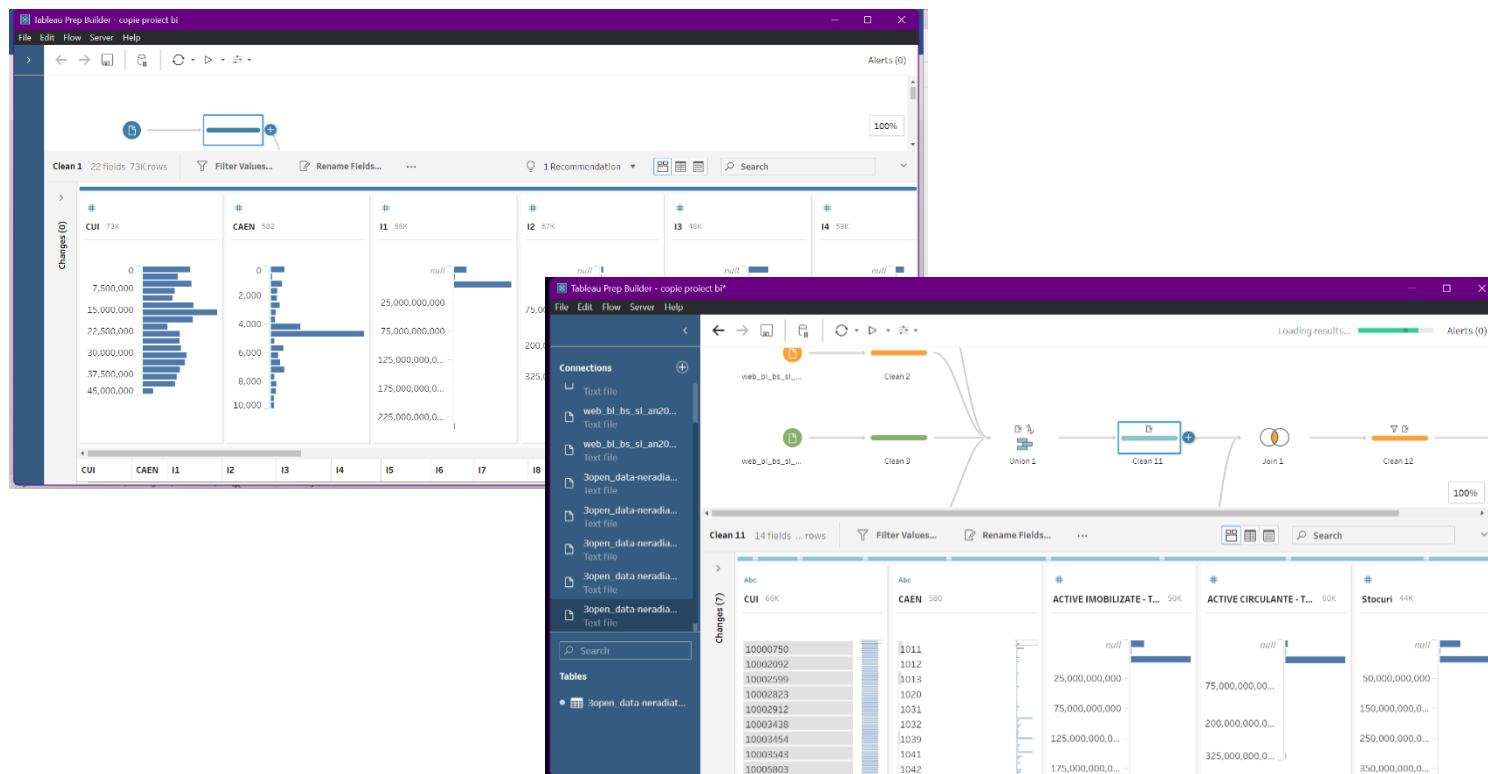 Tableau Prep Builder - copie proiect bi
File Edit Flow Server Help
Alerts (0)
100%
Clean 1 22 fields 73K rows Filter Values... Rename Fields... ... 1 Recommendation Search
Changes (0)
CUI 73K
0
7,500,000
15,000,000
22,500,000
30,000,000
37,500,000
45,000,000
CAEN 582
0
2,000
4,000
6,000
8,000
10,000
I1 56K
null
25,000,000,000
75,000,000,000
125,000,000,0...
175,000,000,0...
225,000,000,0...
I2 67K
null
75,00
200,0
325,0
I3 48K
null
I4 59K
null
CUI CAEN I1 I2 I3 I4 I5 I6 I7 I8
Tableau Prep Builder - copie proiect bi*
File Edit Flow Server Help
Loading results... Alerts (0)
Connections
Text file
web_bl_bs_sl_an20...
Text file
web_bl_bs_sl_an20...
Text file
3open_data-neradia...
Text file
3open_data-neradia...
Text file
3open_data-neradia...
Text file
3open_data-neradia...
Text file
3open_data-neradia...
Text file
Search
Tables
3open_data-neradiat...
web_bl_bs_sl_... Clean 2
web_bl_bs_sl_... Clean 3 Union 1 Clean 11 Join 1 Clean 12
100%
Clean 11 14 fields ... rows Filter Values... Rename Fields... ... Search
Changes (7)
Abc
CUI 66K
10000750
10002092
10002599
10002823
10002912
10003438
10003454
10003543
10005803
Abc
CAEN 580
1011
1012
1013
1020
1031
1032
1039
1041
1042
ACTIVE IMOBILIZATE - T... 50K
null
25,000,000,000
75,000,000,000
125,000,000,0...
175,000,000,0...
ACTIVE CIRCULANTE - T... 60K
null
75,000,000,00...
200,000,000,0...
325,000,000,0...
Stocuri 44K
null
50,000,000,000
150,000,000,0...
250,000,000,0...
350,000,000,0...